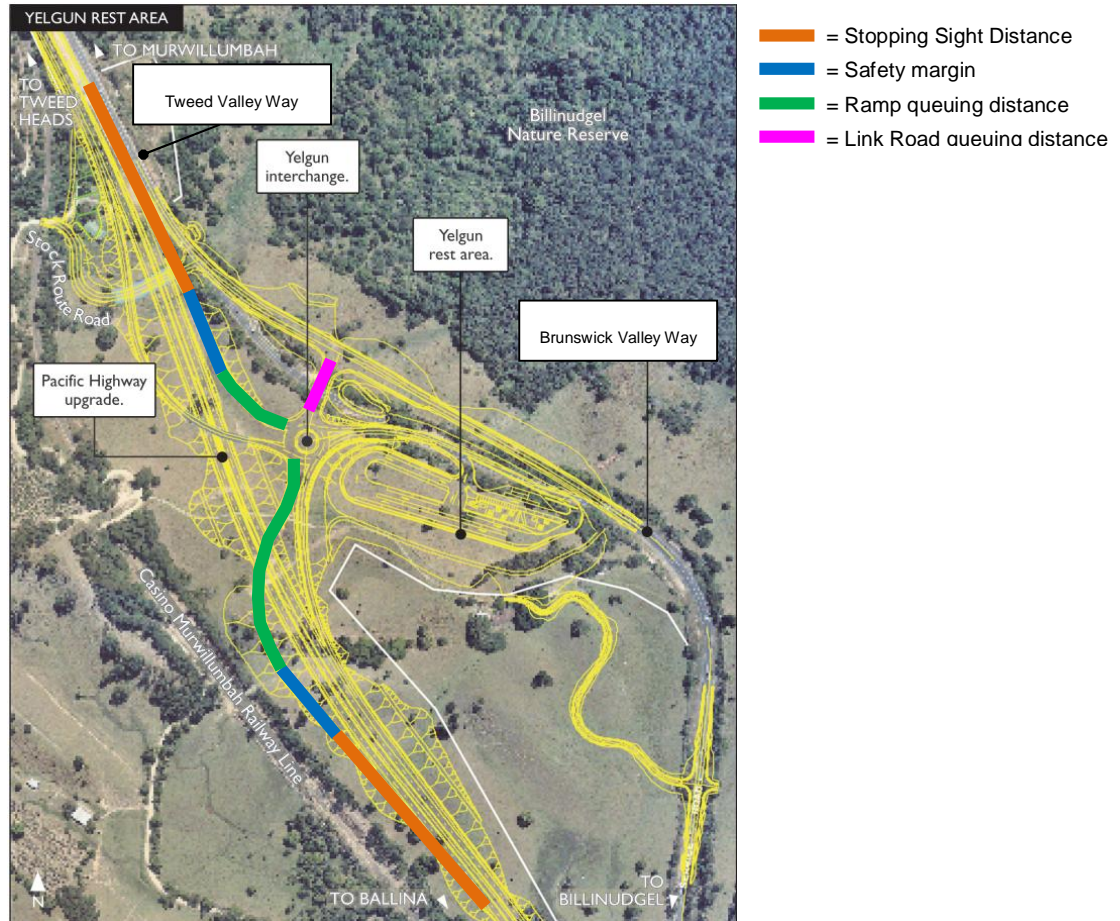 YELGUN REST AREA
TO MURWILLUMBAH
TO
TWEED
HEADS
Tweed Valley Way
Billinudgel
Nature Reserve
Yelgun
interchange.
Yelgun
rest area.
Stock Route Road
Brunswick Valley Way
Pacific Highway
upgrade.
Casino Murwillumbah Railway Line
TO BALLINA
TO
BILLINUDGEL
N
= Stopping Sight Distance
= Safety margin
= Ramp queuing distance
= Link Road queuing distance